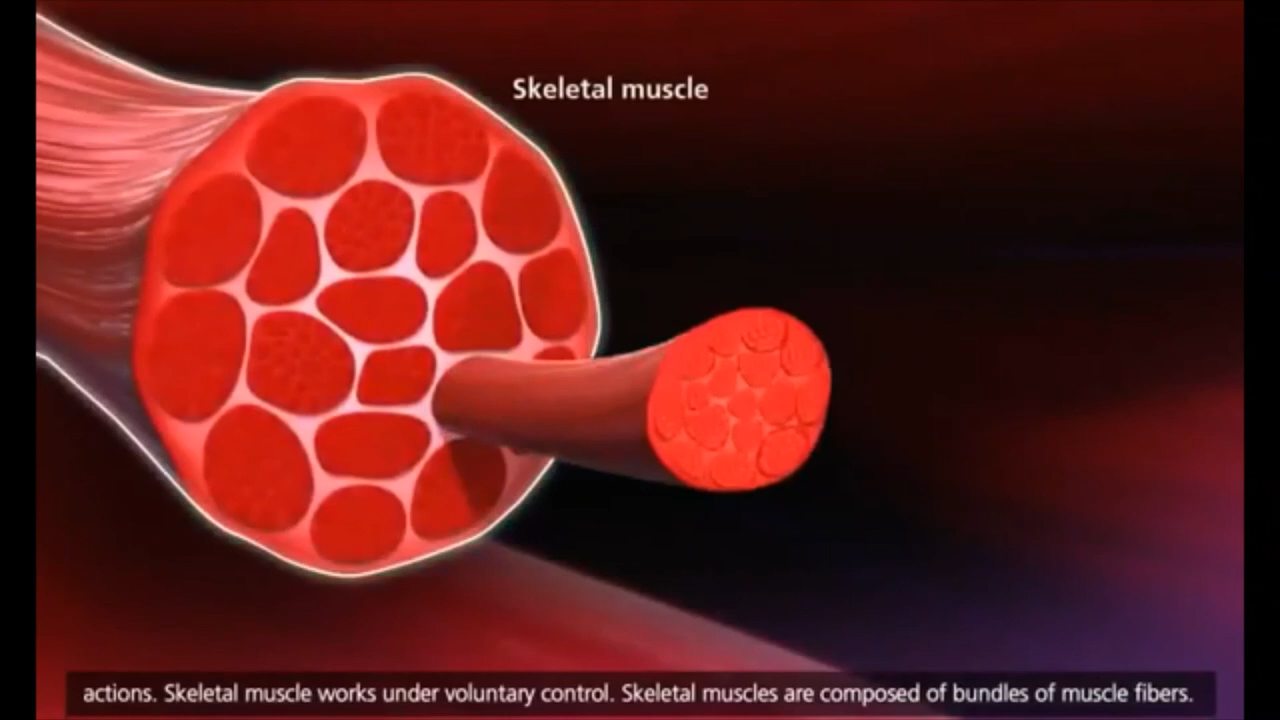 Skeletal muscle
actions. Skeletal muscle works under voluntary control. Skeletal muscles are composed of bundles of muscle fibers.